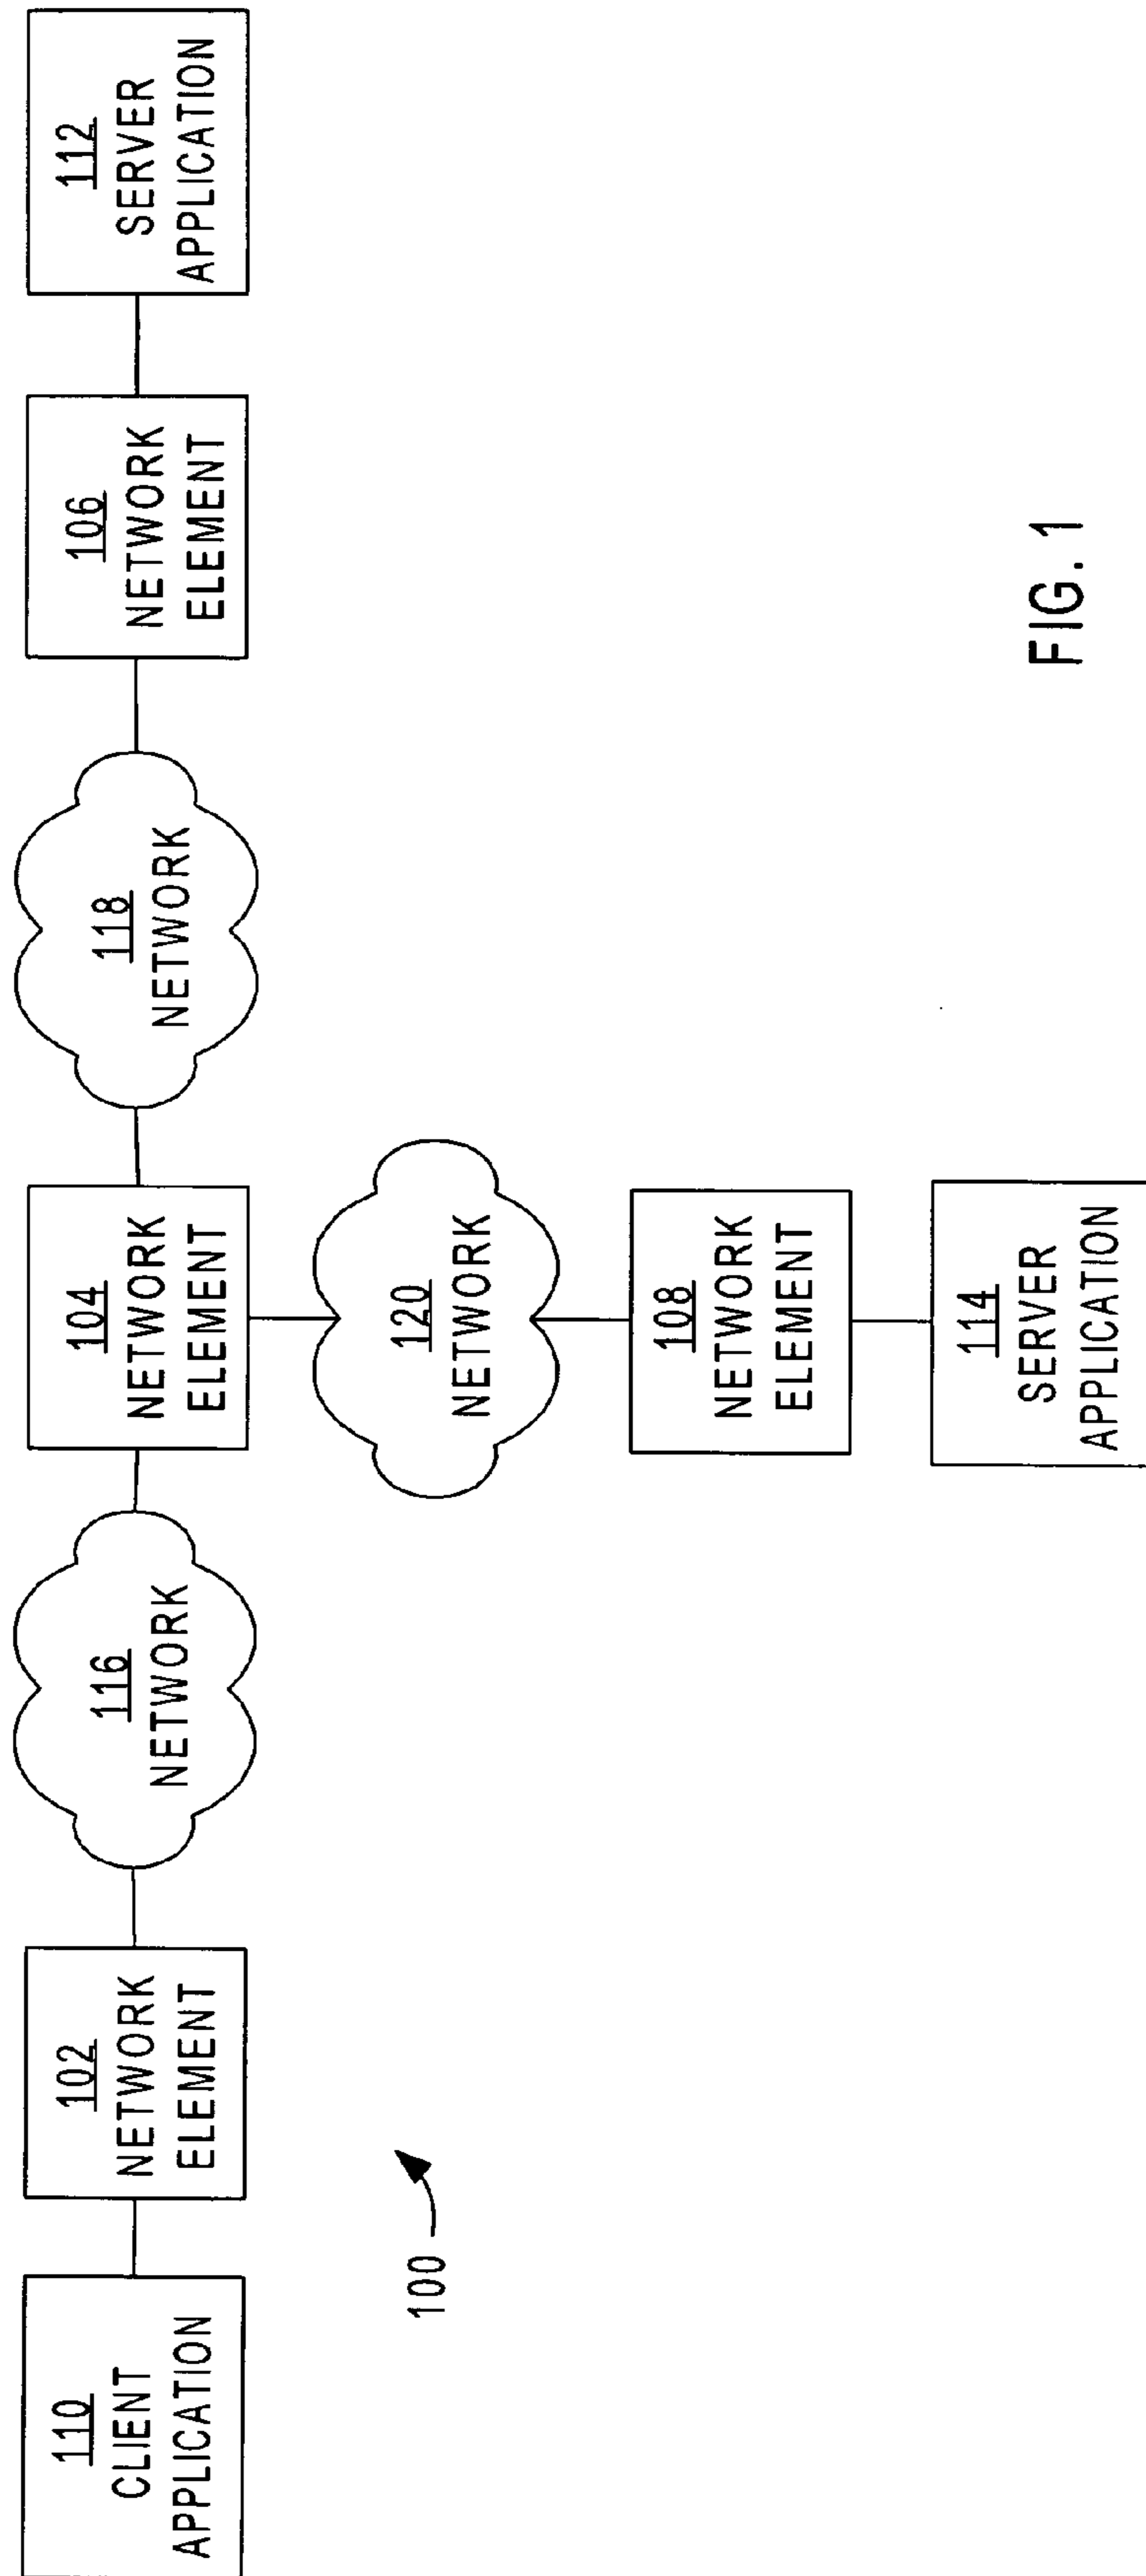 110
CLIENT
APPLICATION
102
NETWORK
ELEMENT
116
NETWORK
104
NETWORK
ELEMENT
118
NETWORK
106
NETWORK
ELEMENT
112
SERVER
APPLICATION
120
NETWORK
108
NETWORK
ELEMENT
114
SERVER
APPLICATION
100
FIG. 1